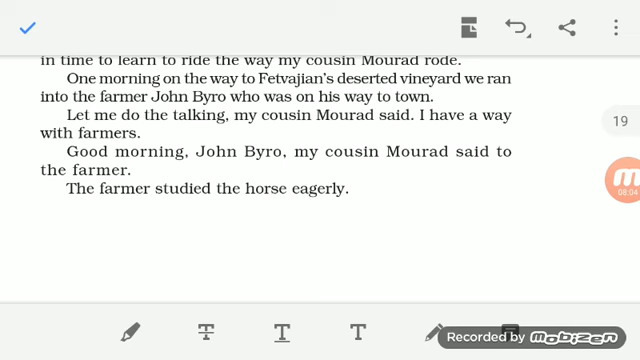 in time to learn to ride the way my cousin Mourad rode.
One morning on the way to Fetvajian's deserted vineyard we ran
into the farmer John Byro who was on his way to town.
Let me do the talking, my cousin Mourad said. I have a way
with farmers.
Good morning, John Byro, my cousin Mourad said to
the farmer.
The farmer studied the horse eagerly.
19
08:04
Recorded by mobizen